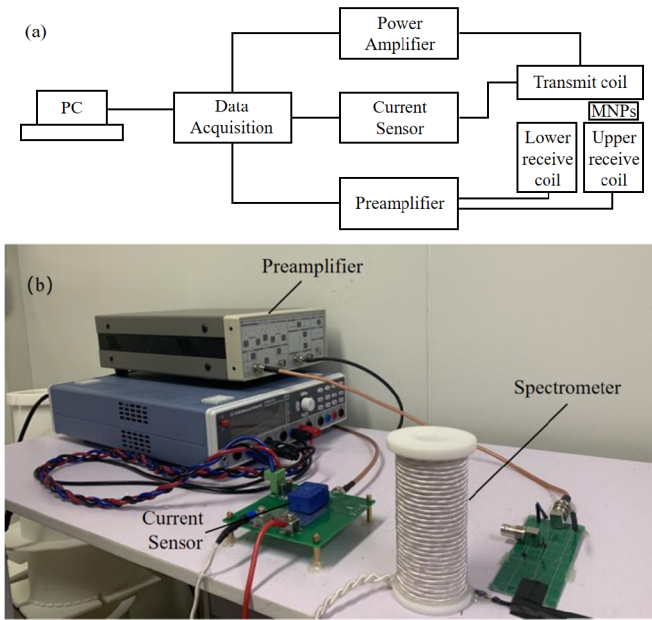 (a)
Power
Amplifier
Transmit coil
PC
Data
Acquisition
Current
Sensor
MNPs
Lower
receive
coil
Upper
receive
coil
Preamplifier
(b)
Preamplifier
Spectrometer
Current
Sensor